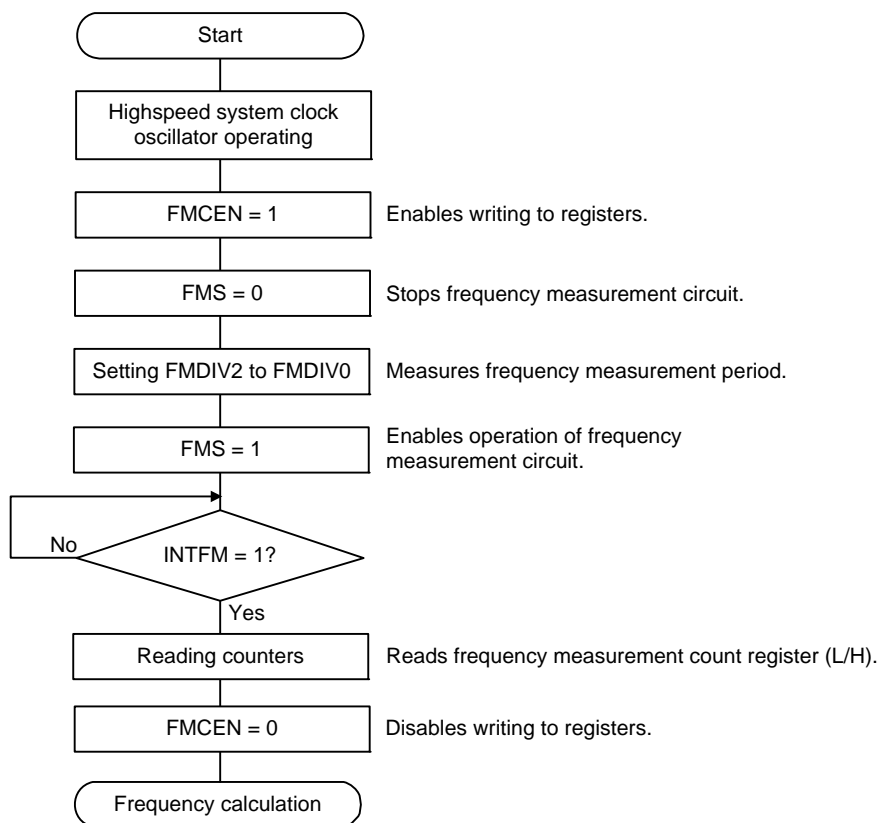 Start
Highspeed system clock
oscillator operating
FMCEN = 1
Enables writing to registers.
FMS = 0
Stops frequency measurement circuit.
Setting FMDIV2 to FMDIV0
Measures frequency measurement period.
FMS = 1
Enables operation of frequency
measurement circuit.
No
INTFM = 1?
Yes
Reading counters
Reads frequency measurement count register (L/H).
FMCEN = 0
Disables writing to registers.
Frequency calculation